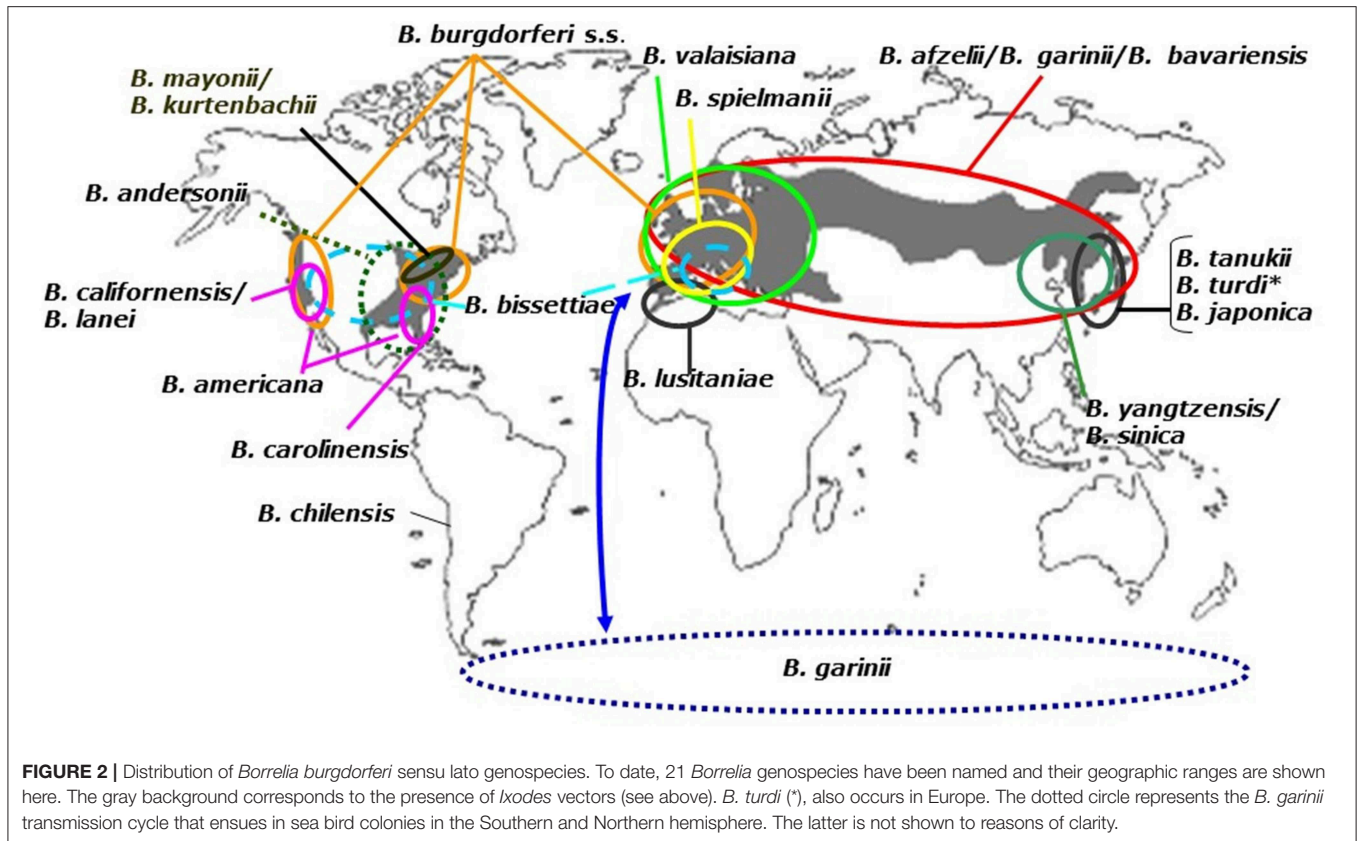 B. burgdorferi s.s.
B. mayonii/
B. kurtenbachii
B. valaisiana
B. afzelii/B. garinii/B. bavariensis
B. spielmanii
B. andersonii
B. californensis/
B. lanei
B. bissettiae
B. tanukii
B. turdi*
B. japonica
B. americana
B. lusitaniae
B. yangtzensis/
B. sinica
B. carolinensis
B. chilensis
B. garinii
FIGURE 2 | Distribution of Borrelia burgdorferi sensu lato genospecies. To date, 21 Borrelia genospecies have been named and their geographic ranges are shown
here. The gray background corresponds to the presence of Ixodes vectors (see above). B. turdi (*), also occurs in Europe. The dotted circle represents the B. garinii
transmission cycle that ensues in sea bird colonies in the Southern and Northern hemisphere. The latter is not shown to reasons of clarity.